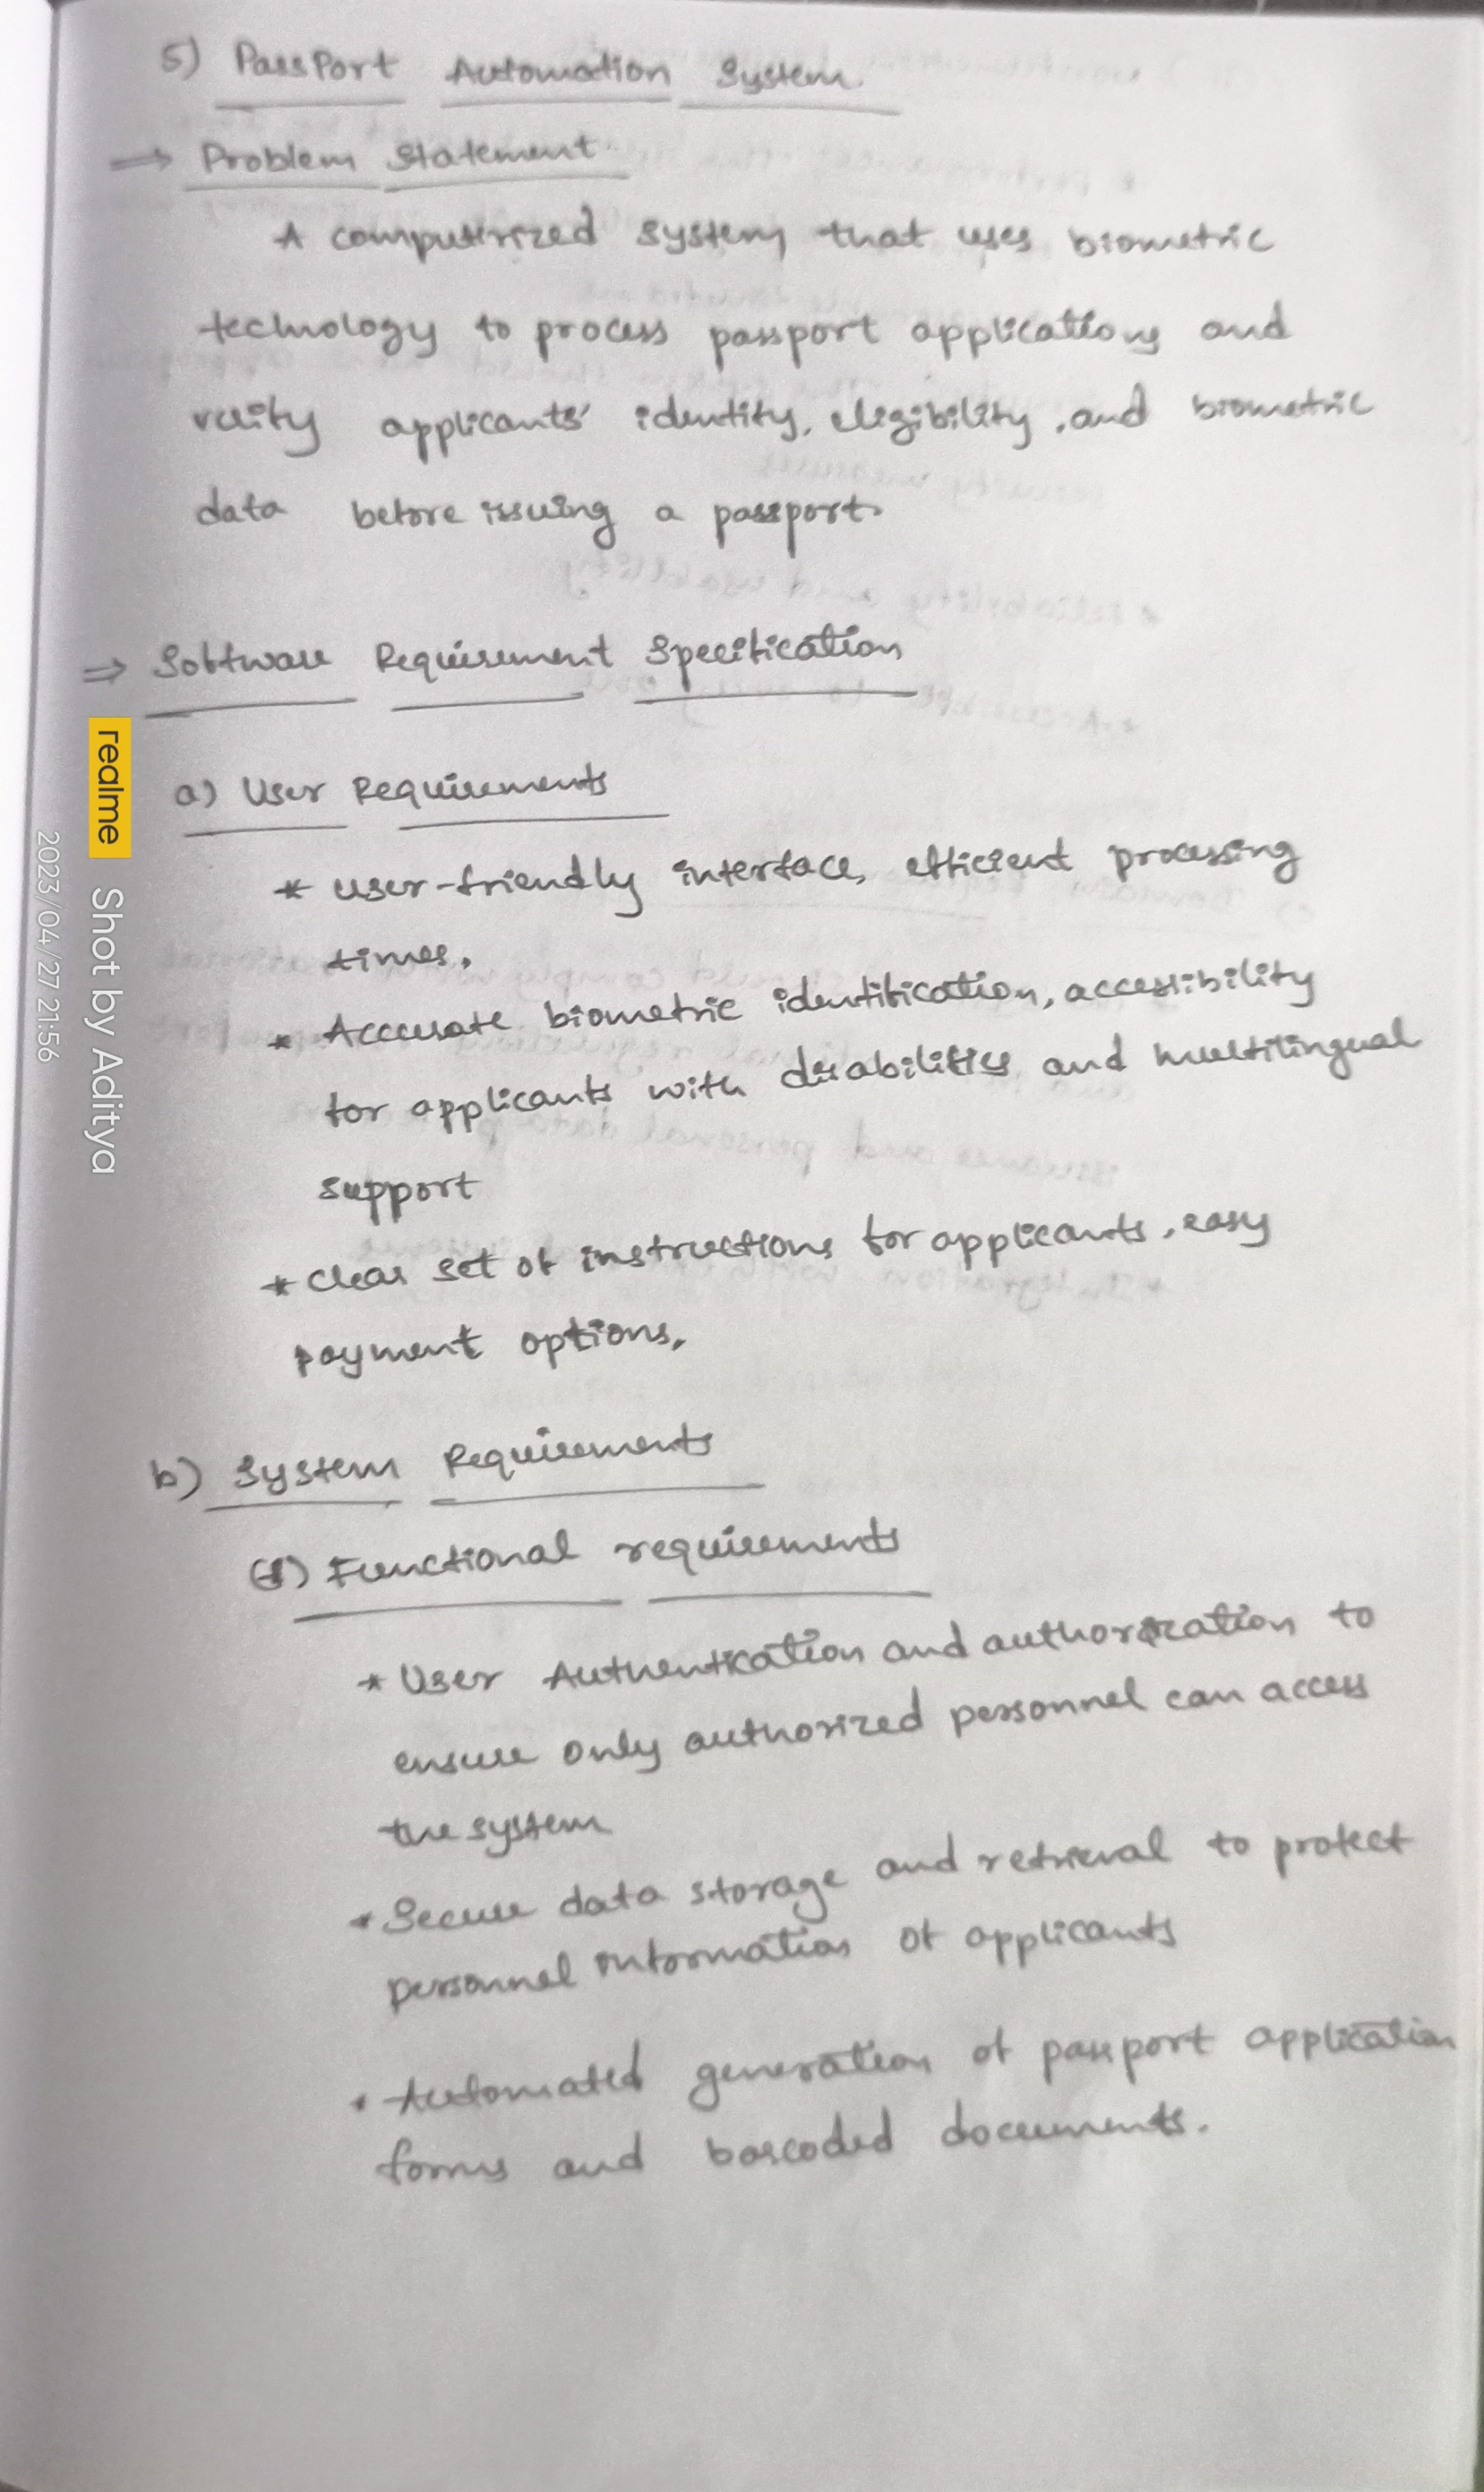 5) PassPort Automation System.
⇒ Problem Statement
A computerized system that uses biometric
technology to process passport applications and
verify applicants' identity, eligibility, and biometric
data before issuing a passport.
⇒ Software Requirement Specification
a) User Requirements
* user-friendly interface, efficient processing
times.
* Accurate biometric identification, accessibility
for applicants with disabilities and multilingual
support
* Clear set of instructions for applicants, easy
payment options.
b) System Requirements
Functional requirements
* User Authentication and authorization to
ensure only authorized personnel can access
the system
* Secure data storage and retrieval to protect
personnel information of applicants
* Automated generation of passport application
forms and barcoded documents.
realme Shot by Aditya
2023/04/27 21:56